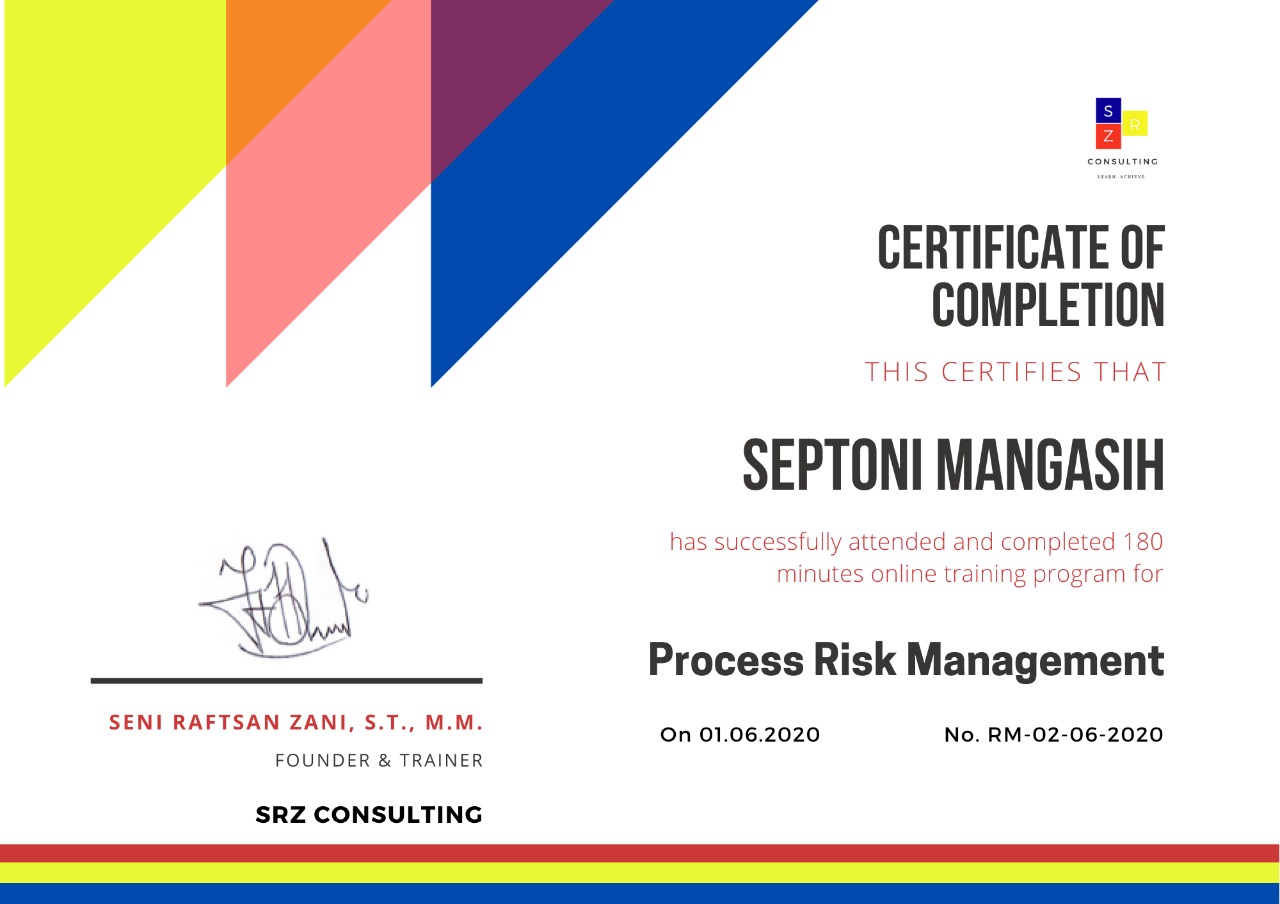 S
R
Z
CONSULTING
LEARN. ACHIEVE.
CERTIFICATE OF
COMPLETION
THIS CERTIFIES THAT
SEPTONI MANGASIH
has successfully attended and completed 180
minutes online training program for
Process Risk Management
On 01.06.2020 No. RM-02-06-2020
SENI RAFTSAN ZANI, S.T., M.M.
FOUNDER & TRAINER
SRZ CONSULTING